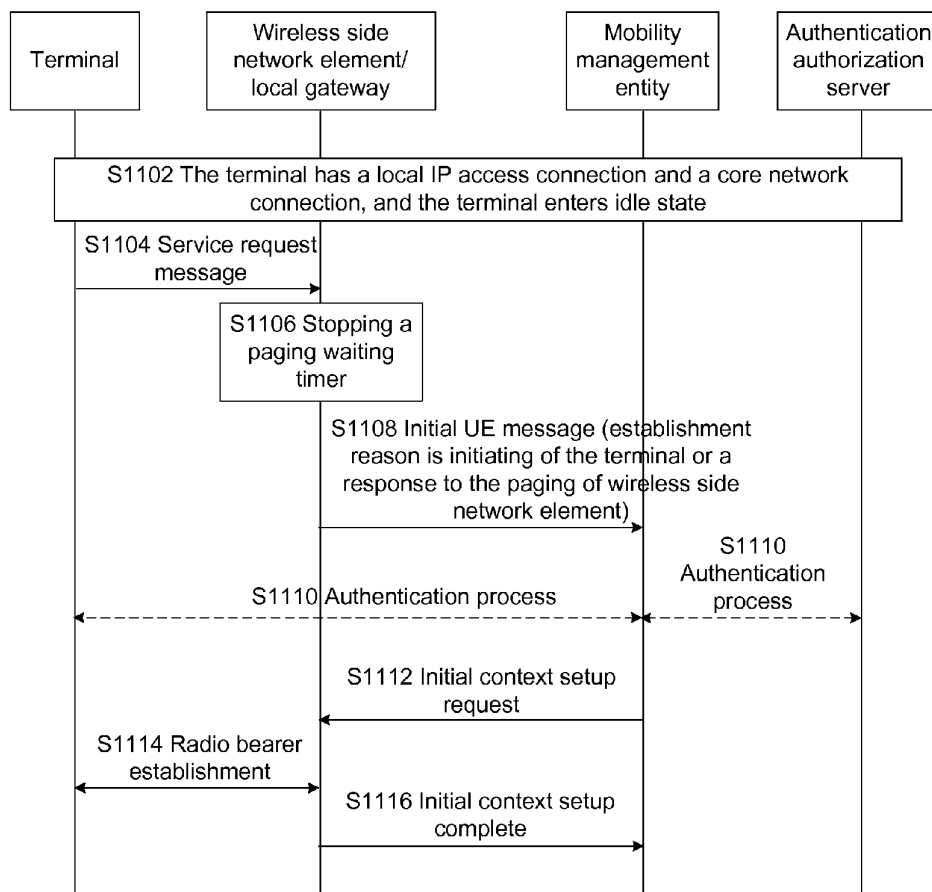 Terminal
Wireless side
network element/
local gateway
Mobility
management
entity
Authentication
authorization
server
S1102 The terminal has a local IP access connection and a core network
connection, and the terminal enters idle state
S1104 Service request
message
S1106 Stopping a
paging waiting
timer
S1108 Initial UE message (establishment
reason is initiating of the terminal or a
response to the paging of wireless side
network element)
S1110
Authentication
process
S1110 Authentication process
S1112 Initial context setup
request
S1114 Radio bearer
establishment
S1116 Initial context setup
complete